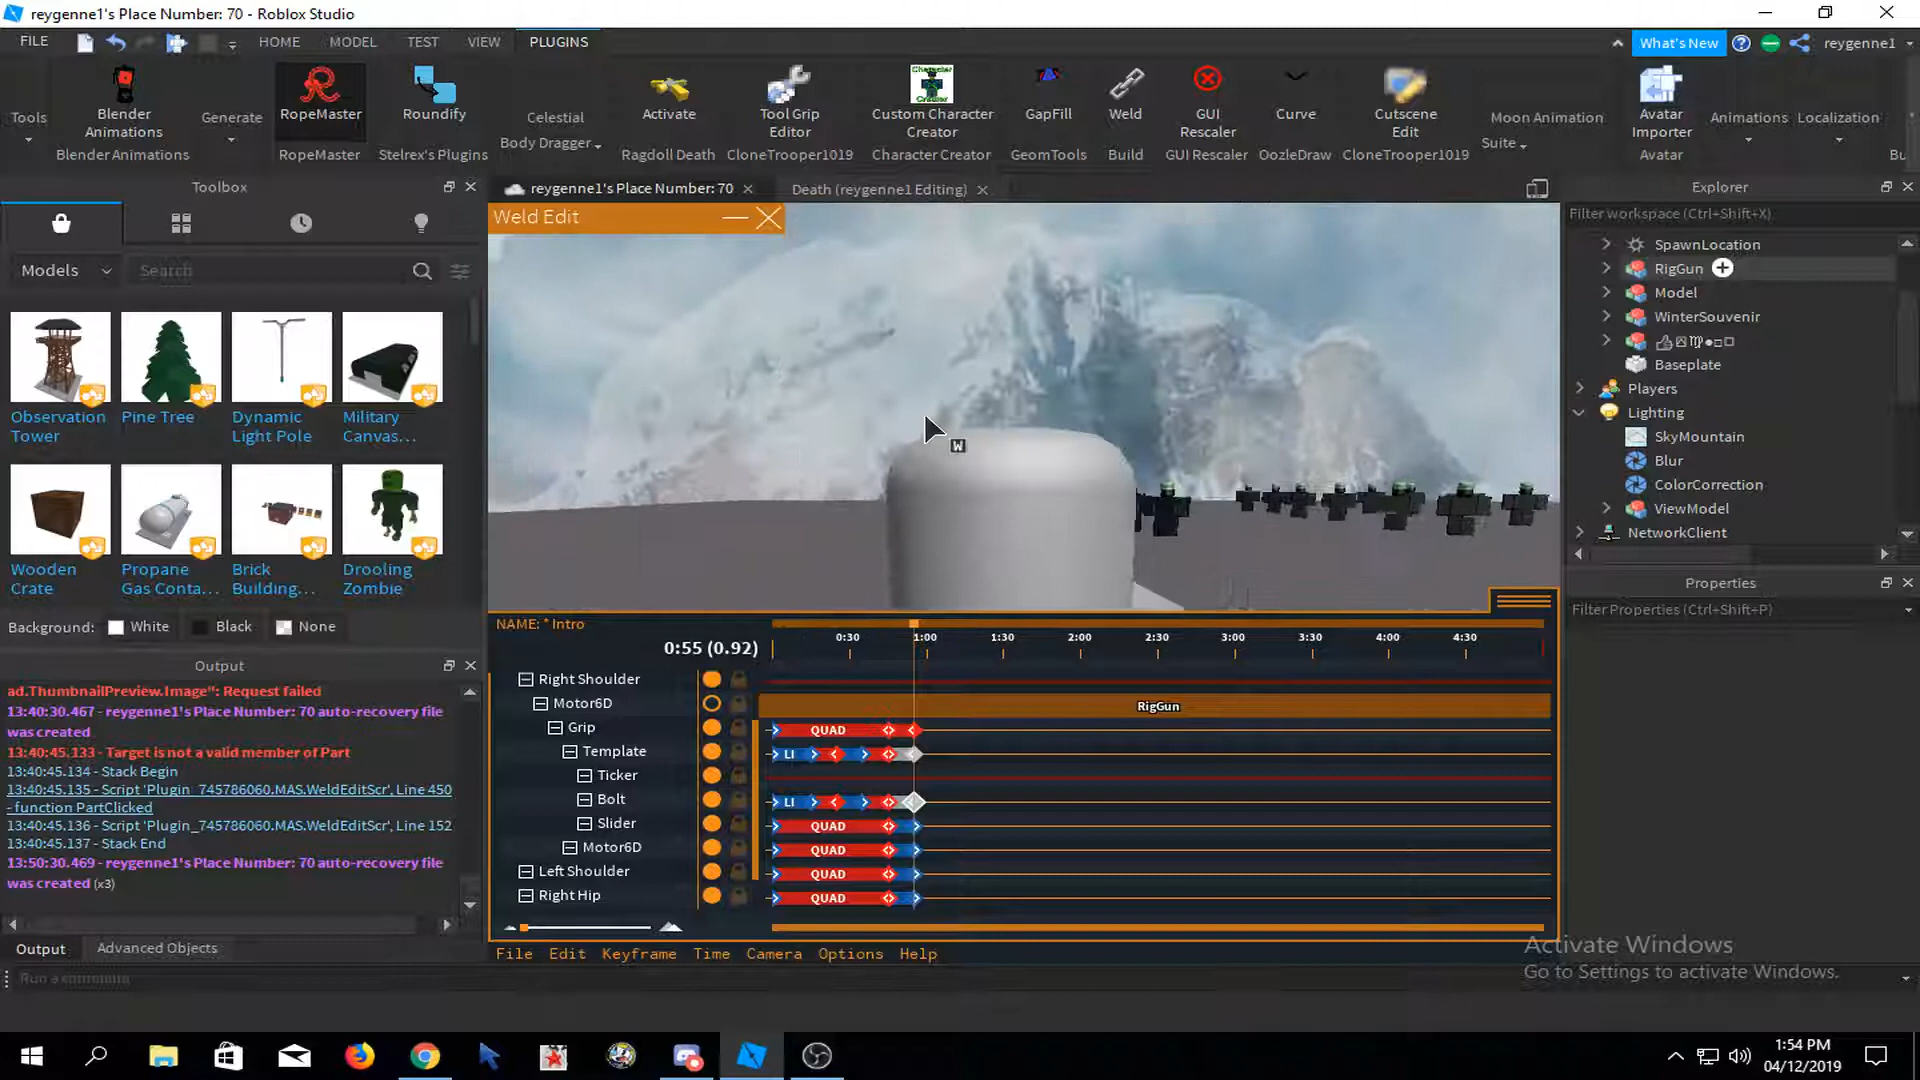 reygenne1's Place Number: 70 - Roblox Studio
FILE
HOME
MODEL
TEST
VIEW
PLUGINS
What's New
reygenne1
Tools
Blender
Animations
Blender Animations
Generate
RopeMaster
RopeMaster
Roundify
Stelrex's Plugins
Celestial
Body Dragger
Activate
Ragdoll Death
Tool Grip
Editor
CloneTrooper1019
Custom Character
Creator
Character Creator
GapFill
GeomTools
Weld
Build
GUI
Rescaler
GUI Rescaler
Curve
OozleDraw
Cutscene
Edit
CloneTrooper1019
Moon Animation
Suite
Avatar
Importer
Avatar
Animations
Localization
Bu
Toolbox
reygenne1's Place Number: 70
Death (reygenne1 Editing)
Explorer
Weld Edit
Filter workspace (Ctrl+Shift+X)
Models
Search
Observation
Tower
Pine Tree
Dynamic
Light Pole
Military
Canvas...
Wooden
Crate
Propane
Gas Conta...
Brick
Building...
Drooling
Zombie
Background:
White
Black
None
W
SpawnLocation
RigGun
Model
WinterSouvenir
Baseplate
Players
Lighting
SkyMountain
Blur
ColorCorrection
ViewModel
NetworkClient
Properties
Filter Properties (Ctrl+Shift+P)
Output
ad.ThumbnailPreview.Image": Request failed
13:40:30.467 - reygenne1's Place Number: 70 auto-recovery file
was created
13:40:45.133 - Target is not a valid member of Part
13:40:45.134 - Stack Begin
13:40:45.135 - Script 'Plugin_745786060.MAS.WeldEditScr', Line 450
- function PartClicked
13:40:45.136 - Script 'Plugin_745786060.MAS.WeldEditScr', Line 152
13:40:45.137 - Stack End
13:50:30.469 - reygenne1's Place Number: 70 auto-recovery file
was created (x3)
Output
Advanced Objects
Run a command
NAME: * Intro
0:55 (0.92)
0:30
1:00
1:30
2:00
2:30
3:00
3:30
4:00
4:30
Right Shoulder
Motor6D
RigGun
Grip
QUAD
Template
LI
Ticker
Bolt
LI
Slider
QUAD
Motor6D
QUAD
Left Shoulder
QUAD
Right Hip
QUAD
File
Edit
Keyframe
Time
Camera
Options
Help
Activate Windows
Go to Settings to activate Windows.
1:54 PM
04/12/2019